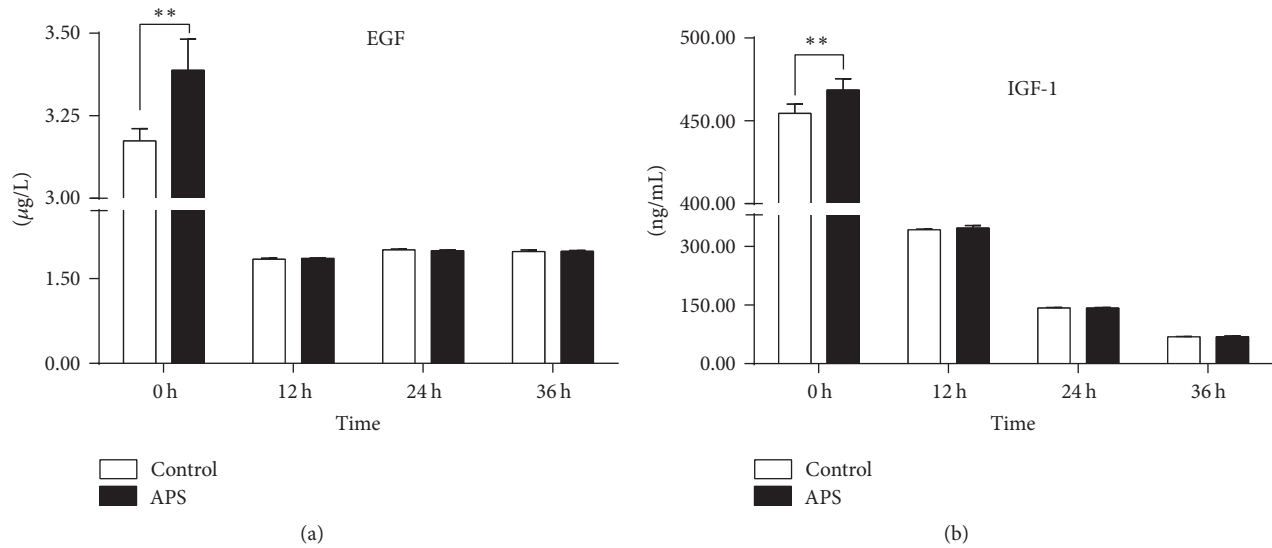 **
EGF
3.50
3.25
3.00
1.50
0.00
(μg/L)
0 h
12 h
24 h
36 h
Time
Control
APS
(a)
**
IGF-1
500.00
450.00
400.00
300.00
150.00
0.00
(ng/mL)
0 h
12 h
24 h
36 h
Time
Control
APS
(b)